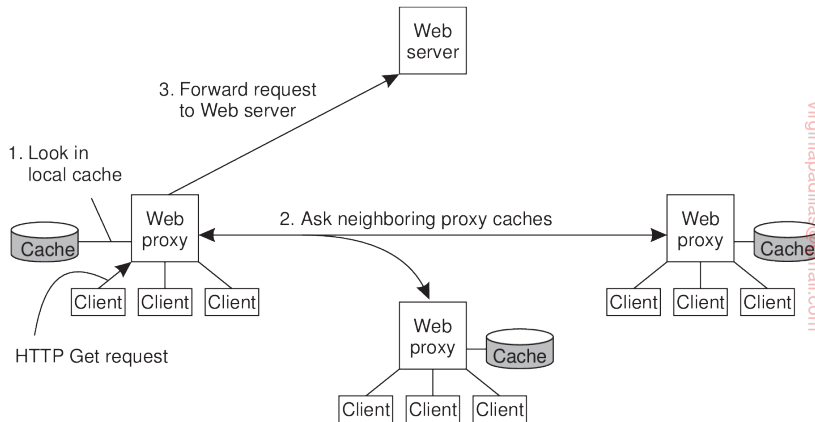 Web
server
3. Forward request
to Web server
1. Look in
local cache
Web
proxy
2. Ask neighboring proxy caches
Web
proxy
Cache
Cache
Client
Client
Client
Client
Client
Client
HTTP Get request
Web
proxy
Cache
Client
Client
Client